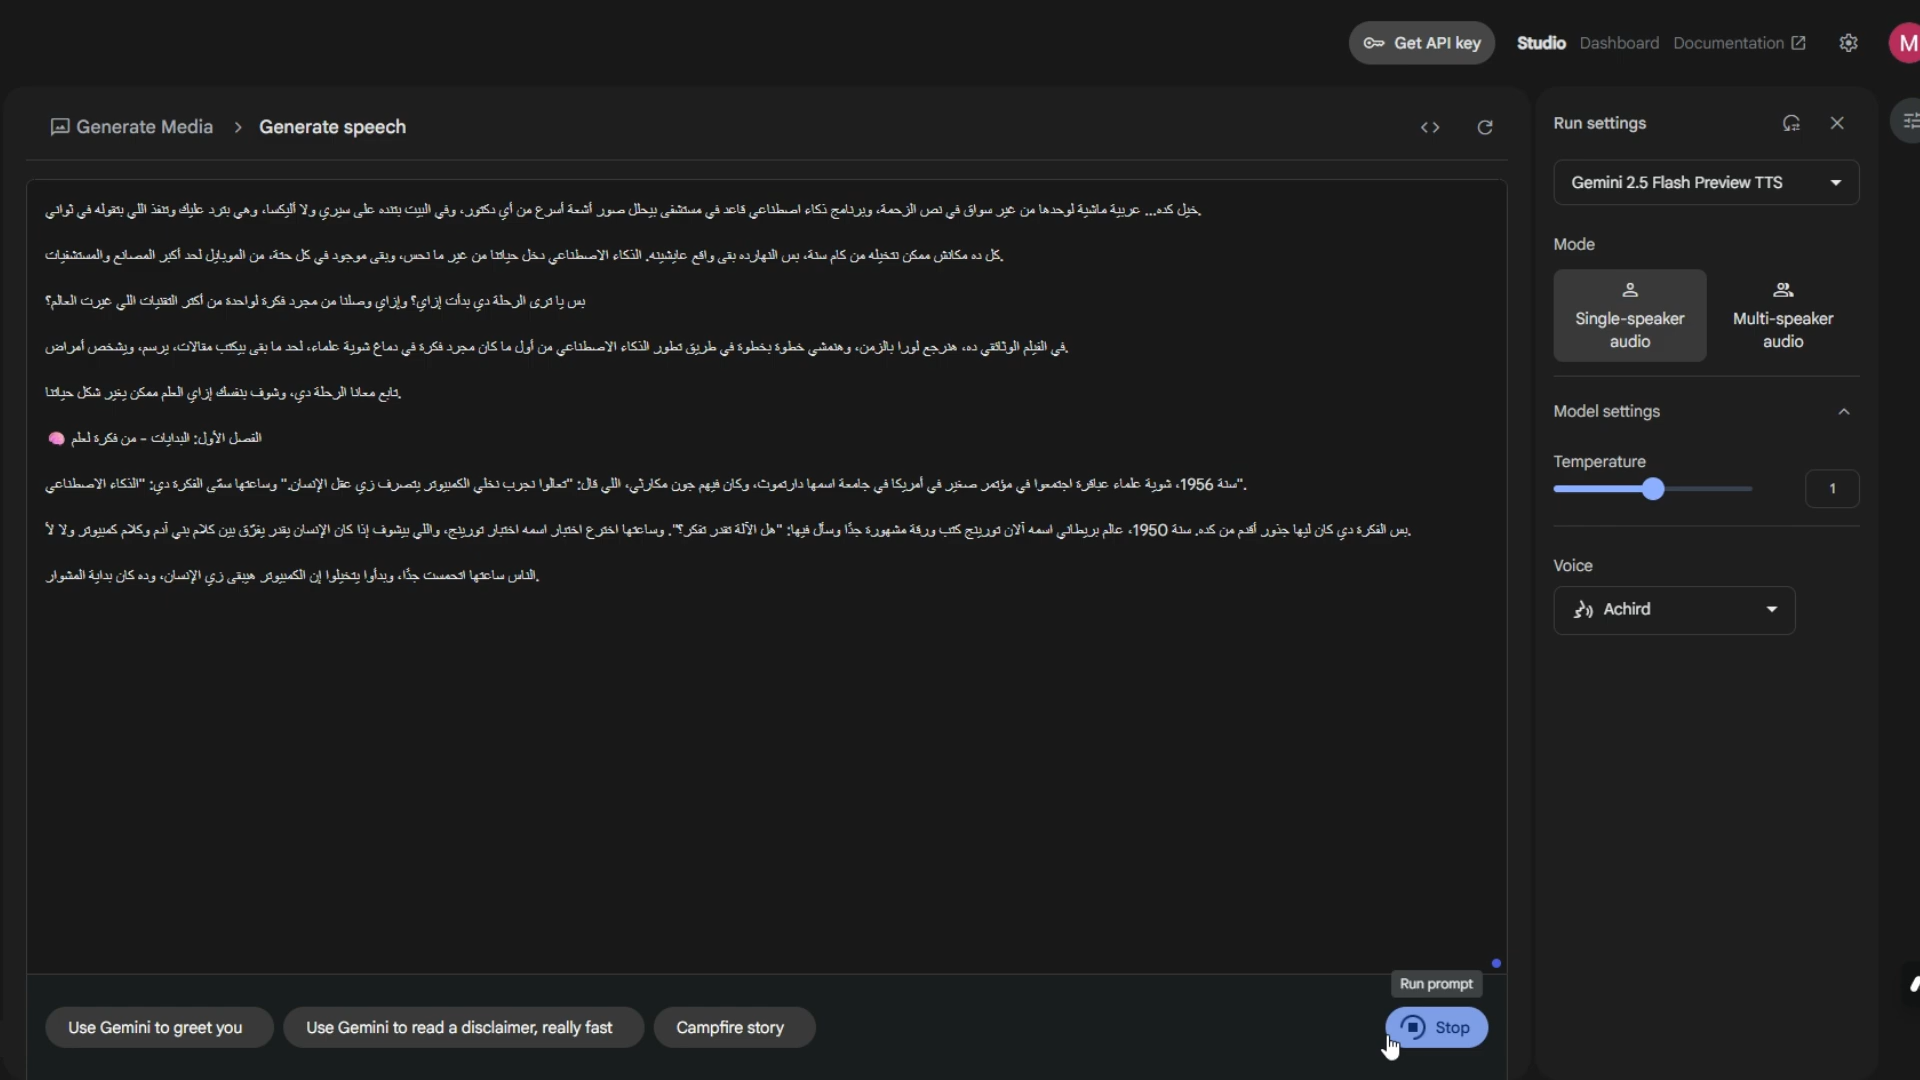 Get API key
Studio
Dashboard
Documentation
M
Generate Media > Generate speech
خيل كده... عربية ماشية لوحدها من غير سواق في نص الزحمة، وبرنامج ذكاء اصطناعي قاعد في مستشفى بيحلل صور أشعة أسرع من أي دكتور، وفي البيت بتنده على سيري ولا أليكسا، وهي بترد عليك وتنفذ اللي بتقوله في ثواني.
كل ده مكانش ممكن تتخيله من كام سنة، بس النهارده بقى واقع عايشينه. الذكاء الاصطناعي دخل حياتنا من غير ما نحس، وبقى موجود في كل حتة، من الموبايل لحد أكبر المصانع والمستشفيات.
بس يا ترى الرحلة دي بدأت إزاي؟ وإزاي وصلنا من مجرد فكرة لواحدة من أكتر التقنيات اللي غيرت العالم؟
في الفيلم الوثائقي ده، هنرجع لورا بالزمن، وهنمشي خطوة بخطوة في طريق تطور الذكاء الاصطناعي من أول ما كان مجرد فكرة في دماغ شوية علماء، لحد ما بقى بيكتب مقالات، يرسم، ويشخص أمراض.
تابع معانا الرحلة دي، وشوف بنفسك إزاي العلم ممكن يغير شكل حياتنا.
🧠 الفصل الأول: البدايات - من فكرة لعلم
"سنة 1956، شوية علماء عباقرة اجتمعوا في مؤتمر صغير في أمريكا في جامعة اسمها دارتموث، وكان فيهم جون مكارثي، اللي قال: "تعالوا نجرب نخلي الكمبيوتر يتصرف زي عقل الإنسان." وساعتها سمّى الفكرة دي: "الذكاء الاصطناعي.
بس الفكرة دي كان ليها جذور أقدم من كده. سنة 1950، عالم بريطاني اسمه آلان تورينج كتب ورقة مشهورة جدًا وسأل فيها: "هل الآلة تقدر تفكر؟". وساعتها اخترع اختبار اسمه اختبار تورينج، واللي بيشوف إذا كان الإنسان يقدر يفرّق بين كلام بني آدم وكلام كمبيوتر ولا لأ.
الناس ساعتها اتحمست جدًا، وبدأوا يتخيلوا إن الكمبيوتر هيبقى زي الإنسان، وده كان بداية المشوار.
Run settings
Gemini 2.5 Flash Preview TTS
Mode
Single-speaker audio
Multi-speaker audio
Model settings
Temperature
1
Voice
Achird
Run prompt
Use Gemini to greet you
Use Gemini to read a disclaimer, really fast
Campfire story
Stop